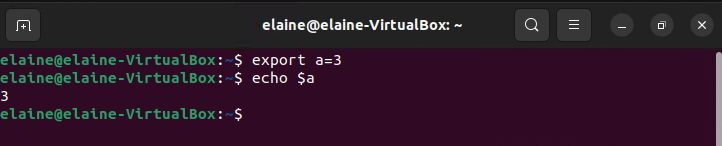 elaine@elaine-VirtualBox: ~
elaine@elaine-VirtualBox:~$ export a=3
elaine@elaine-VirtualBox:~$ echo $a
3
elaine@elaine-VirtualBox:~$